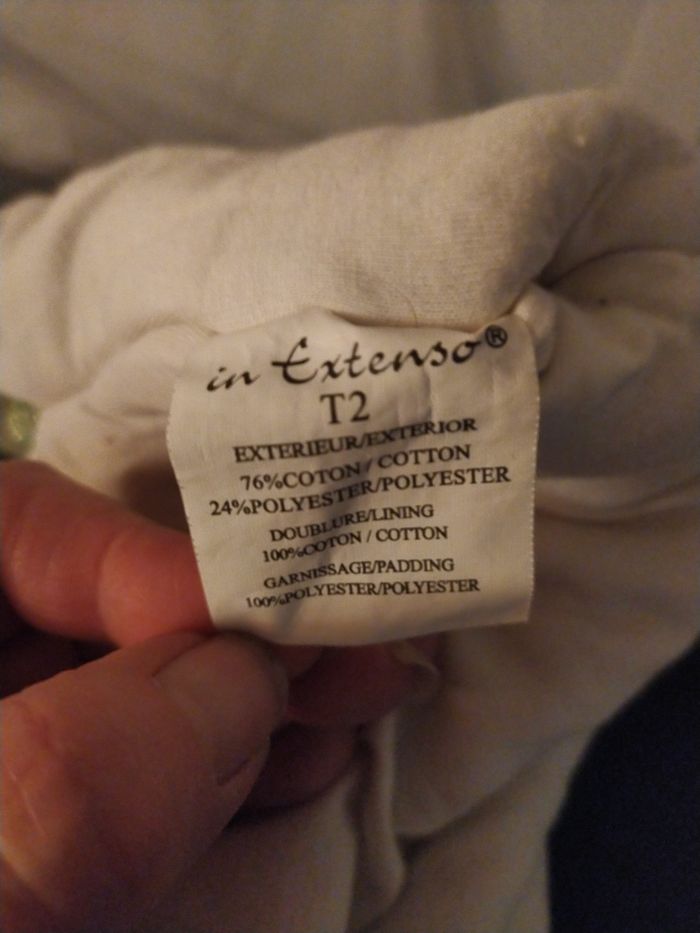 in Extenso®
T2
EXTERIEUR/EXTERIOR
76%COTON / COTTON
24%POLYESTER/POLYESTER
DOUBLURE/LINING
100%COTON / COTTON
GARNISSAGE/PADDING
100%POLYESTER/POLYESTER